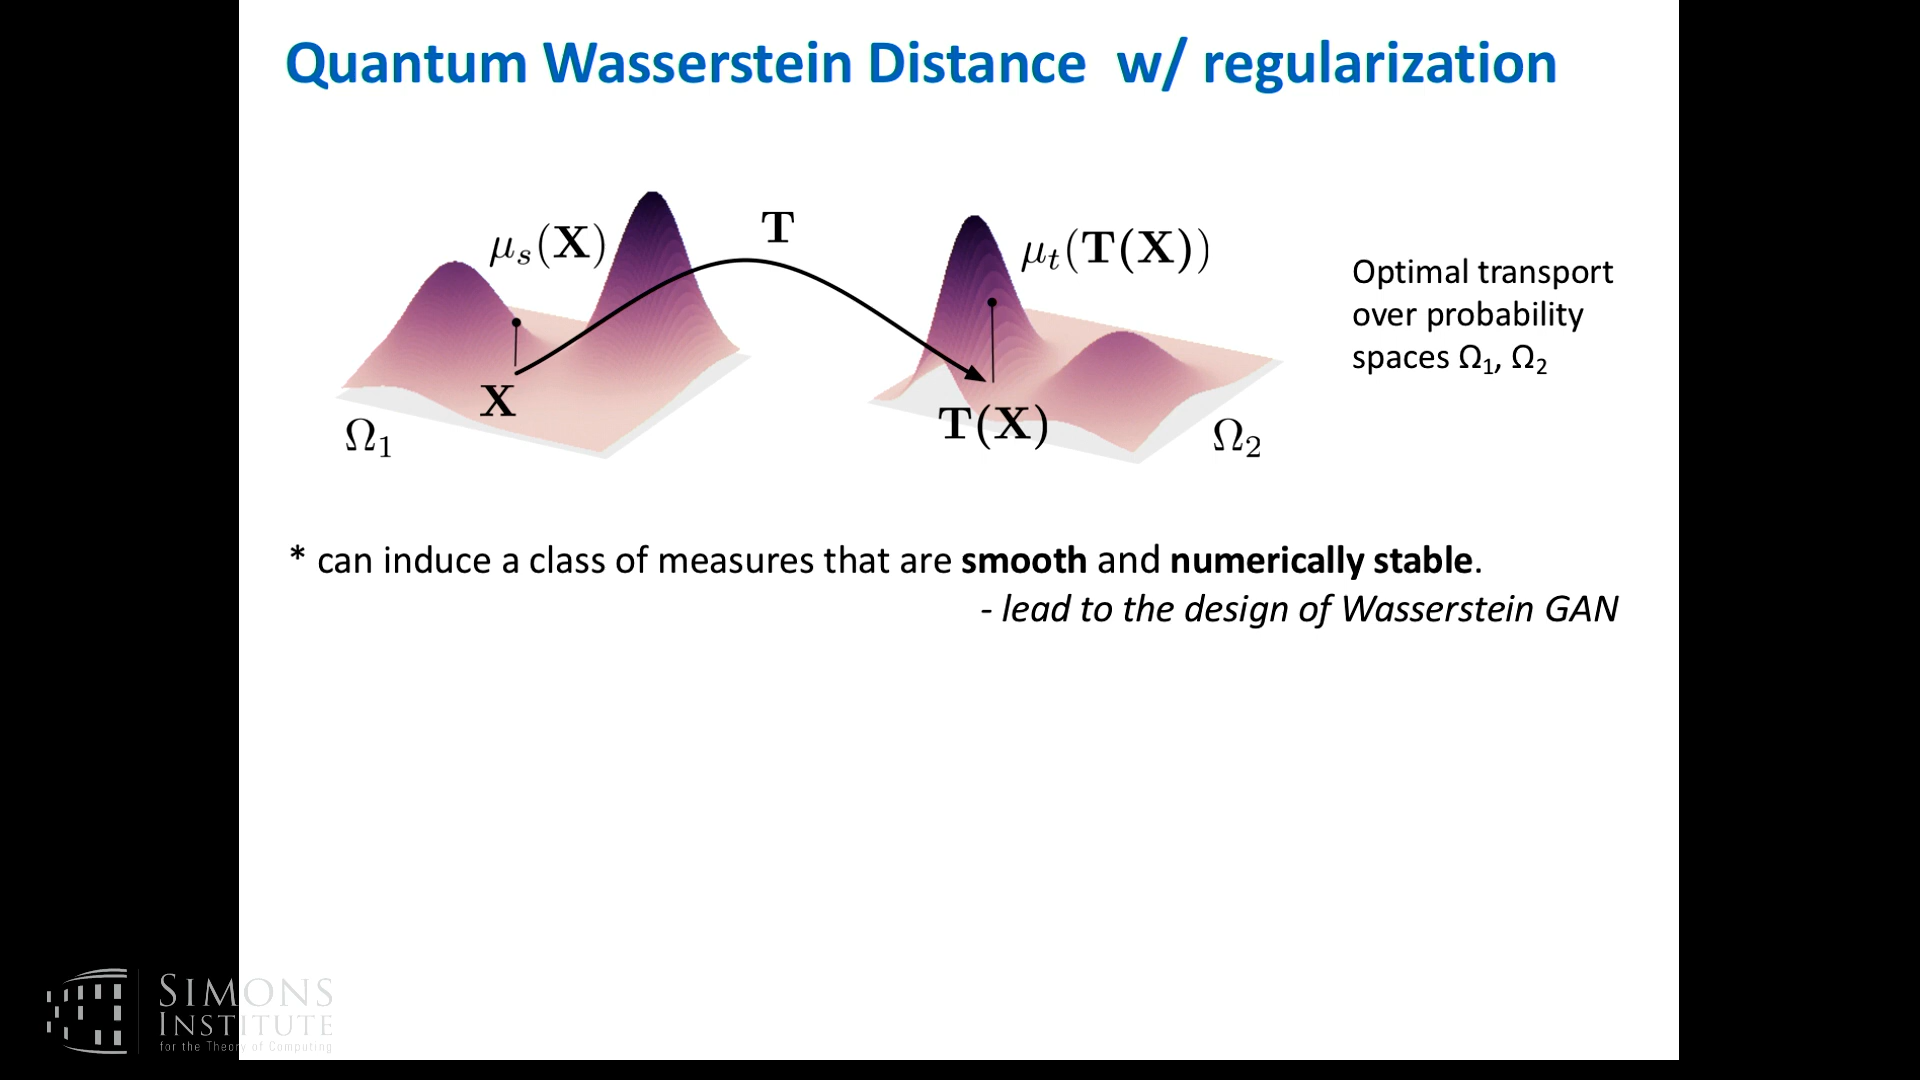 Quantum Wasserstein Distance w/ regularization
μₛ(X)
T
μₜ(T(X))
Optimal transport
over probability
spaces Ω₁, Ω₂
X
T(X)
Ω₁
Ω₂
* can induce a class of measures that are smooth and numerically stable.
- lead to the design of Wasserstein GAN
SIMONS
INSTITUTE
for the Theory of Computing